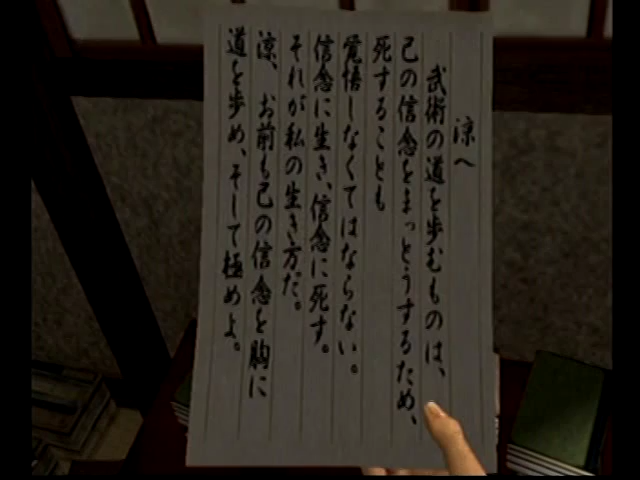 涼へ
武術の道を歩むものは、
己の信念をまっとうするため、
死することも
覚悟しなくてはならない。
信念に生き、信念に死す。
それが私の生き方だ。
涼、お前も己の信念を胸に
道を歩め、そして極めよ。